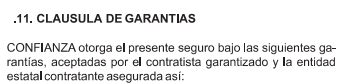 .11. CLAUSULA DE GARANTIAS
CONFIANZA otorga el presente seguro bajo las siguientes ga-
rantías, aceptadas por el contratista garantizado y la entidad
estatal contratante asegurada así: